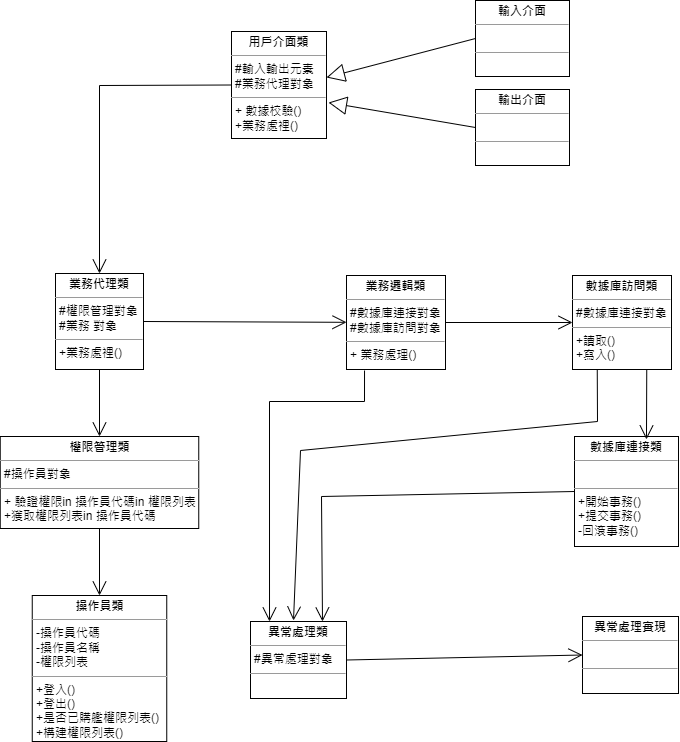 輸入介面
用戶介面類
#輸入輸出元素
#業務代理對象
+ 數據校驗()
+業務處裡()
輸出介面
業務代理類
#權限管理對象
#業務 對象
+業務處裡()
業務邏輯類
#數據庫連接對象
#數據庫訪問對象
+ 業務處理()
數據庫訪問類
#數據庫連接對象
+讀取()
+寫入()
權限管理類
#操作員對象
+ 驗證權限in 操作員代碼in 權限列表
+獲取權限列表in 操作員代碼
數據庫連接類
+開始事務()
+提交事務()
-回滾事務()
操作員類
-操作員代碼
-操作員名稱
-權限列表
+登入()
+登出()
+是否已購艦權限列表()
+構建權限列表()
異常處理類
#異常處理對象
異常處理實現